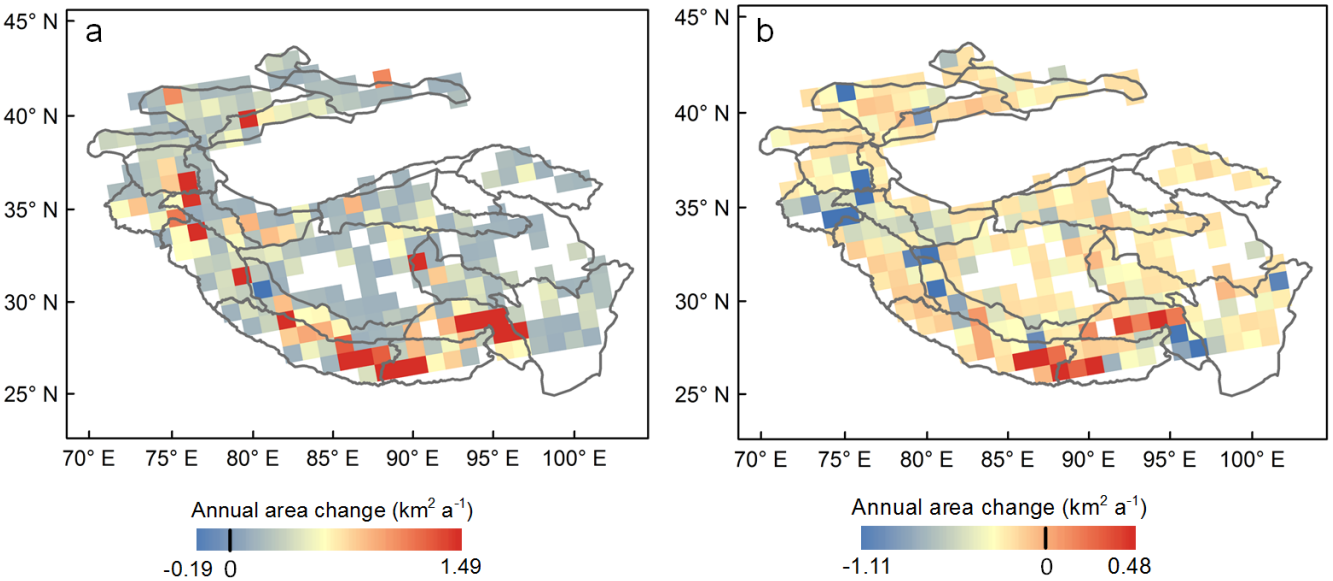 a
45° N
40° N
35° N
30° N
25° N
70° E 75° E 80° E 85° E 90° E 95° E 100° E
Annual area change (km² a⁻¹)
-0.19 0 1.49
b
45° N
40° N
35° N
30° N
25° N
70° E 75° E 80° E 85° E 90° E 95° E 100° E
Annual area change (km² a⁻¹)
-1.11 0 0.48